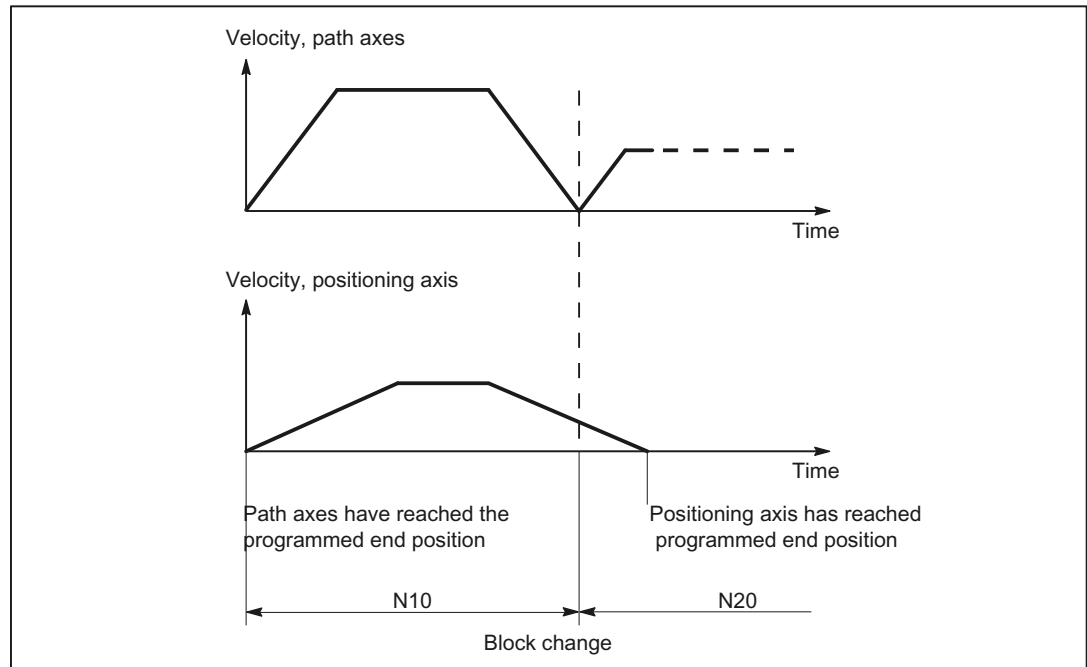 Velocity, path axes
Time
Velocity, positioning axis
Time
Path axes have reached the
programmed end position
Positioning axis has reached
programmed end position
N10
N20
Block change